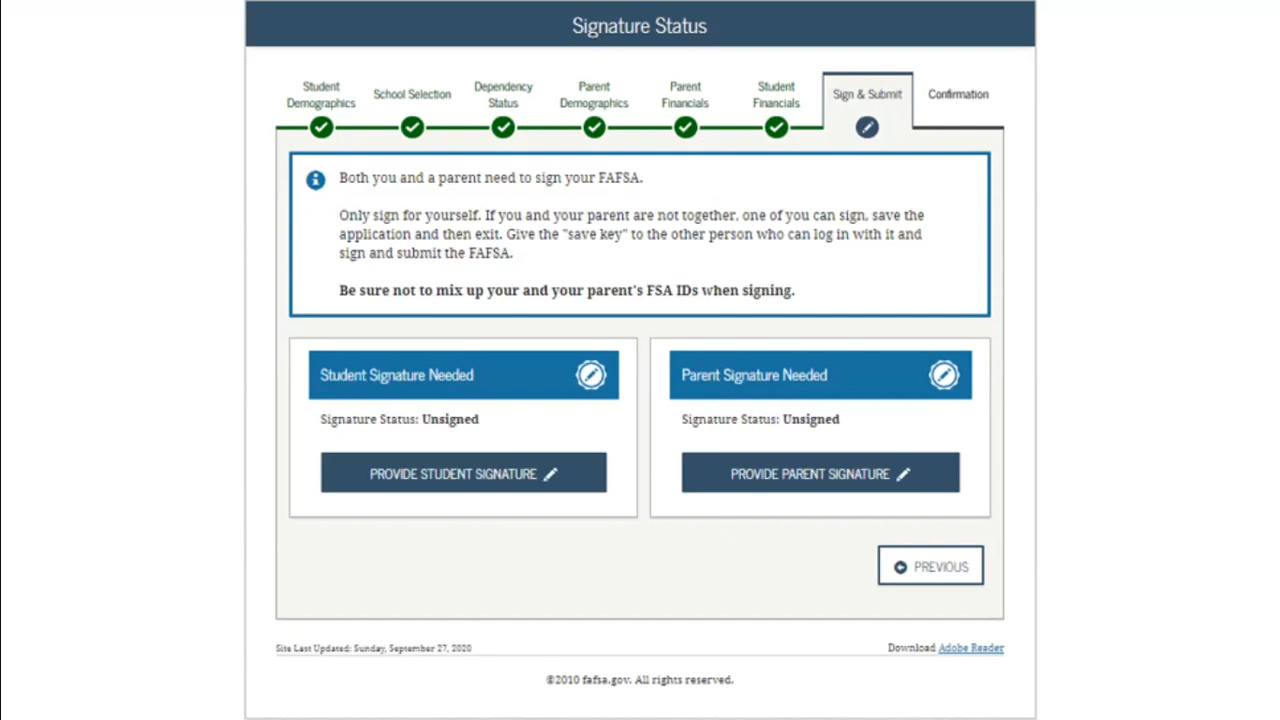 Signature Status
Student Demographics
School Selection
Dependency Status
Parent Demographics
Parent Financials
Student Financials
Sign & Submit
Confirmation
Both you and a parent need to sign your FAFSA.
Only sign for yourself. If you and your parent are not together, one of you can sign, save the
application and then exit. Give the "save key" to the other person who can log in with it and
sign and submit the FAFSA.
Be sure not to mix up your and your parent's FSA IDs when signing.
Student Signature Needed
Signature Status: Unsigned
PROVIDE STUDENT SIGNATURE
Parent Signature Needed
Signature Status: Unsigned
PROVIDE PARENT SIGNATURE
PREVIOUS
Site Last Updated: Sunday, September 27, 2020
Download Adobe Reader
©2010 fafsa.gov. All rights reserved.